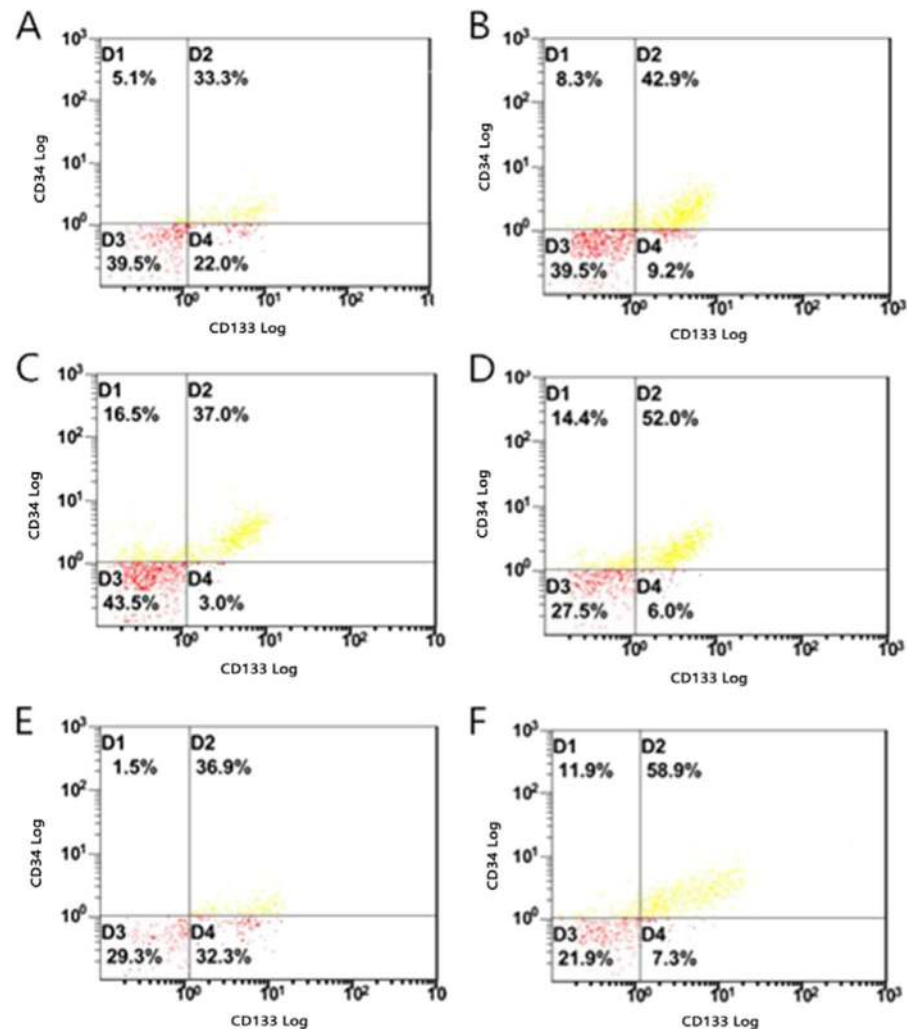 A
10³
D1
D2
5.1%
33.3%
10²
CD34 Log
10¹
10⁰
D3
D4
39.5%
22.0%
10⁰
10¹
10²
CD133 Log
B
10³
D1
D2
8.3%
42.9%
10²
CD34 Log
10¹
10⁰
D3
D4
39.5%
9.2%
10⁰
10¹
10²
10³
CD133 Log
C
10³
D1
D2
16.5%
37.0%
10²
CD34 Log
10¹
10⁰
D3
D4
43.5%
3.0%
10⁰
10¹
10²
10
CD133 Log
D
10³
D1
D2
14.4%
52.0%
10²
CD34 Log
10¹
10⁰
D3
D4
27.5%
6.0%
10⁰
10¹
10²
10³
CD133 Log
E
10³
D1
D2
1.5%
36.9%
10²
CD34 Log
10¹
10⁰
D3
D4
29.3%
32.3%
10⁰
10¹
10²
10
CD133 Log
F
10³
D1
D2
11.9%
58.9%
10²
CD34 Log
10¹
10⁰
D3
D4
21.9%
7.3%
10⁰
10¹
10²
10³
CD133 Log